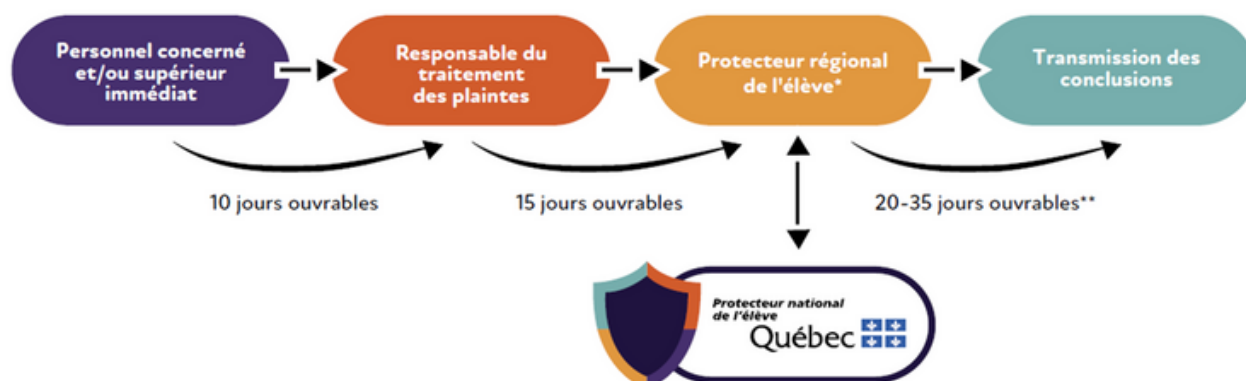 Personnel concerné
et/ou supérieur
immédiat
Responsable du
traitement
des plaintes
Protecteur régional
de l'élève*
Transmission des
conclusions
10 jours ouvrables
15 jours ouvrables
20-35 jours ouvrables**
Protecteur national
de l'élève
Québec